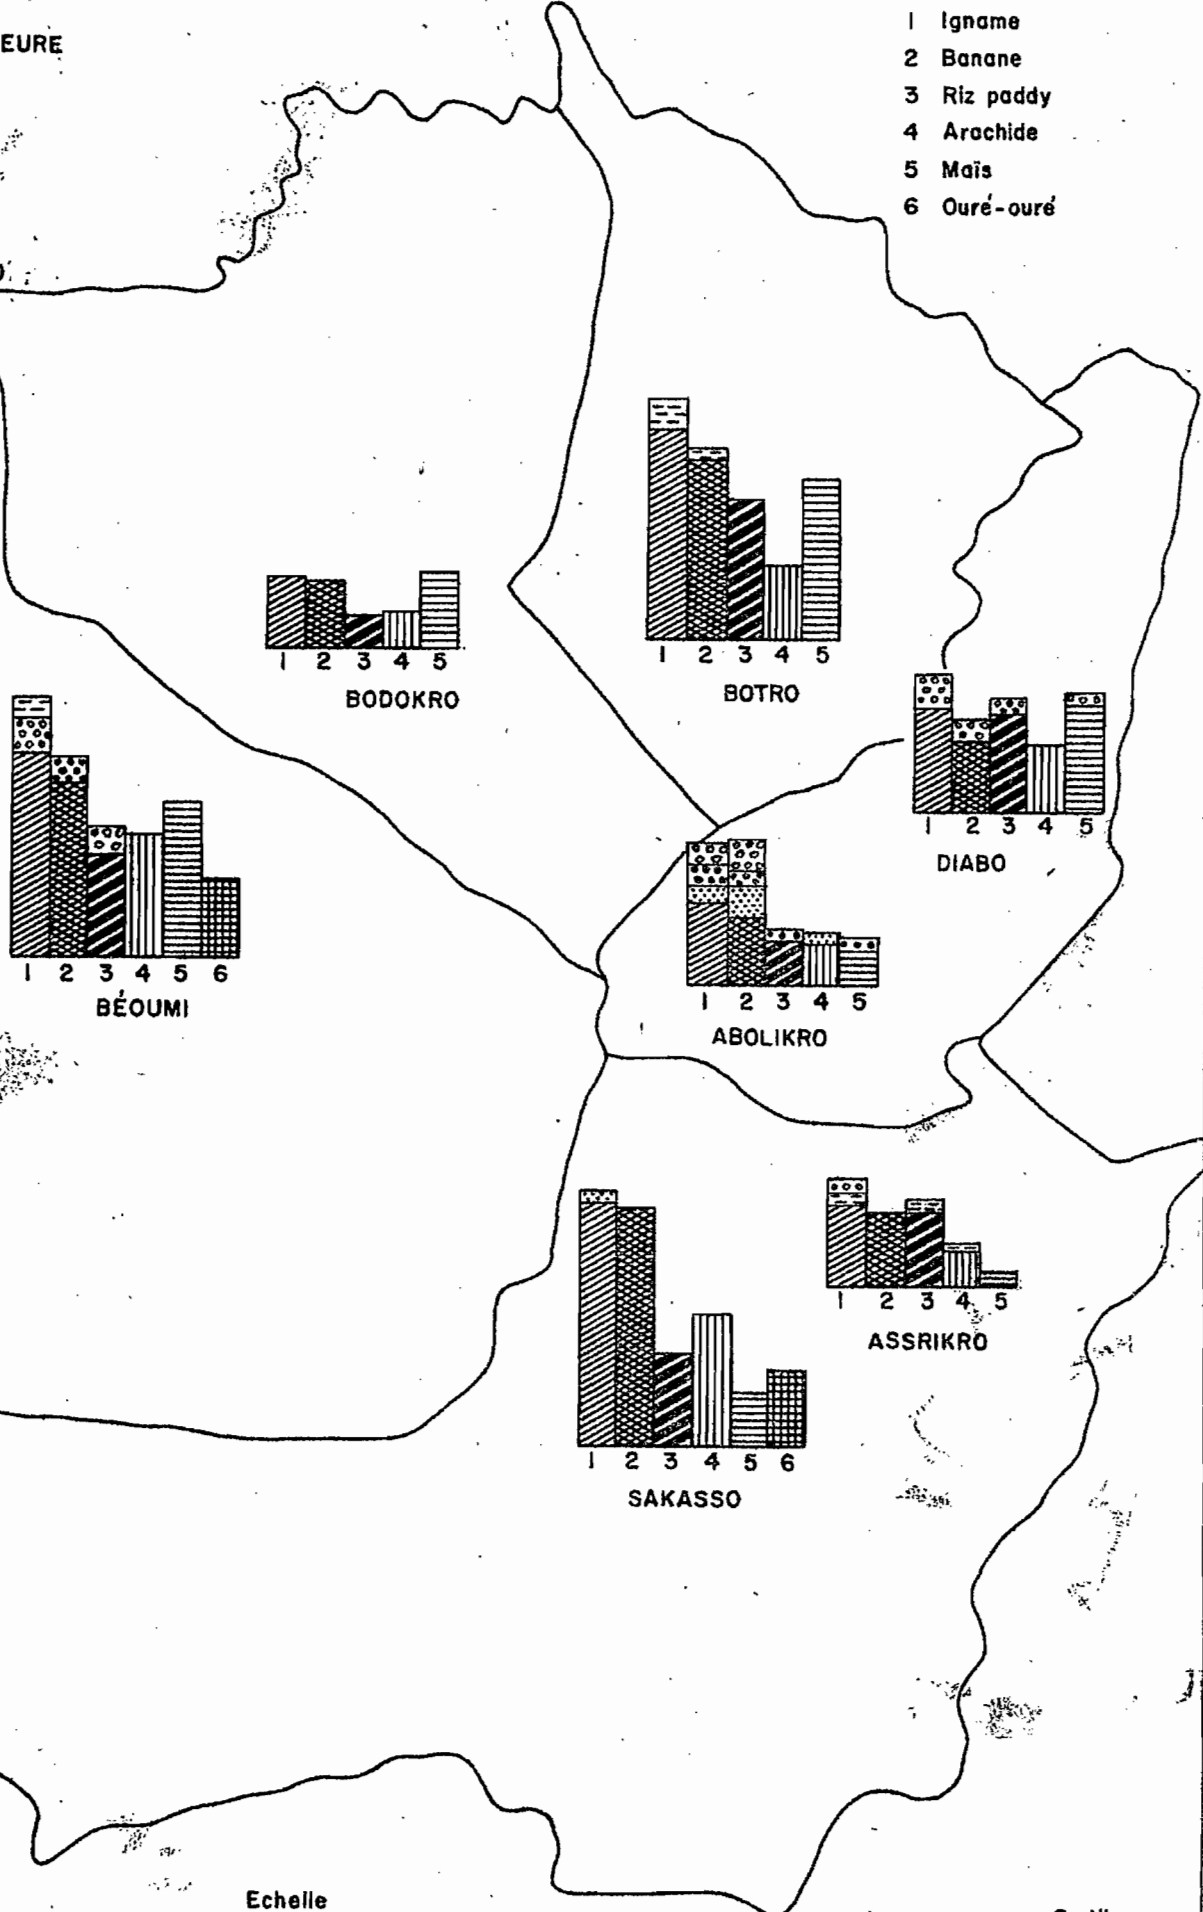 EURE
1 Igname
2 Banane
3 Riz paddy
4 Arachide
5 Maïs
6 Ouré-ouré
1 2 3 4 5
BODOKRO
1 2 3 4 5
BOTRO
1 2 3 4 5
DIABO
1 2 3 4 5 6
BÉOUMI
1 2 3 4 5
ABOLIKRO
1 2 3 4 5
ASSRIKRO
1 2 3 4 5 6
SAKASSO
Echelle